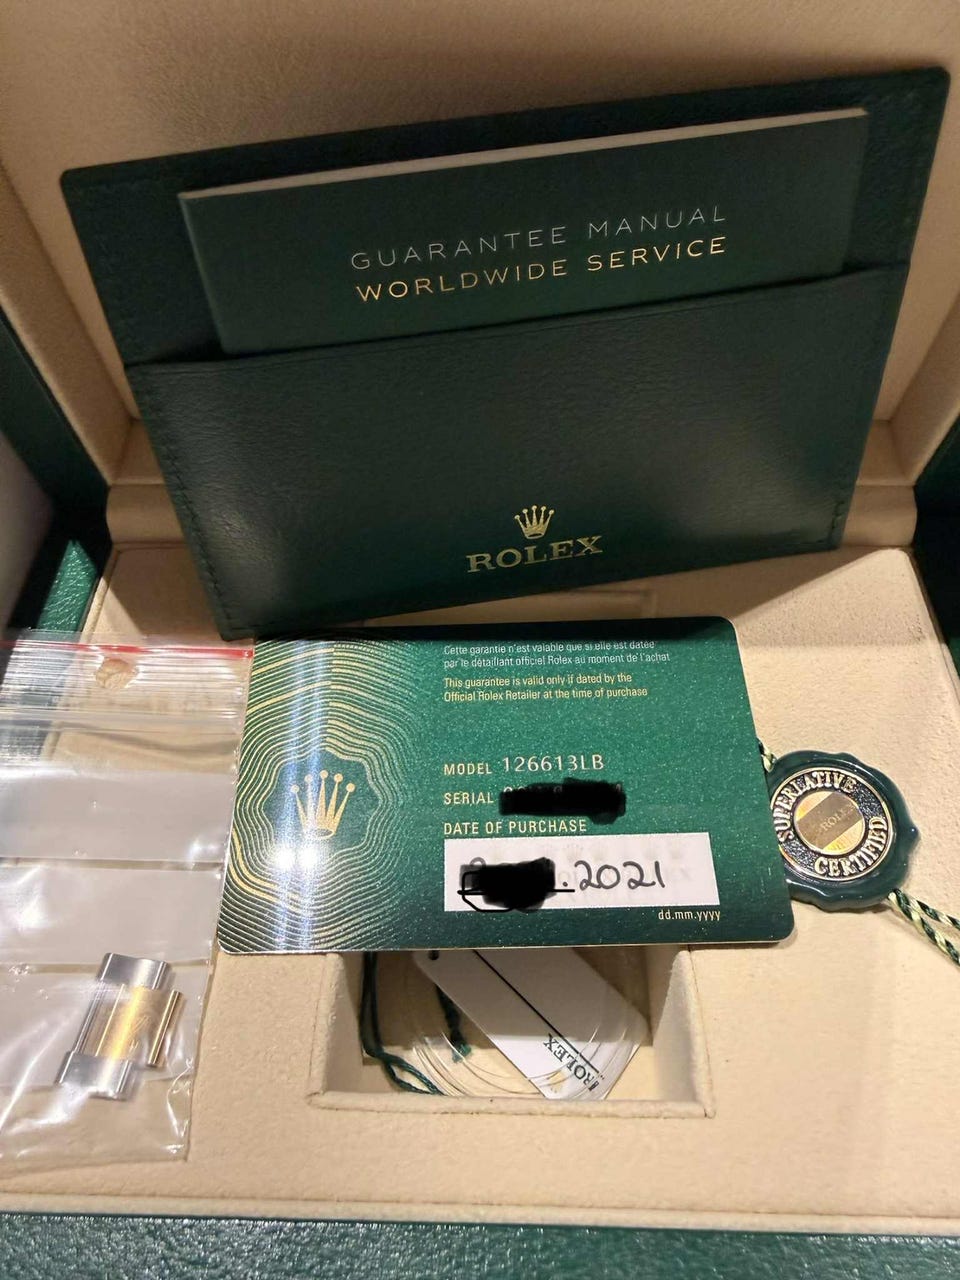 GUARANTEE MANUAL
WORLDWIDE SERVICE
ROLEX
Cette garantie n'est valable que si elle est datée
par le détaillant officiel Rolex au moment de l'achat
This guarantee is valid only if dated by the
Official Rolex Retailer at the time of purchase
MODEL 126613LB
SERIAL
DATE OF PURCHASE
.2021
dd.mm.yyyy
SUPERLATIVE
ROLEX
CERTIFIED
ROLEX
ROLEX